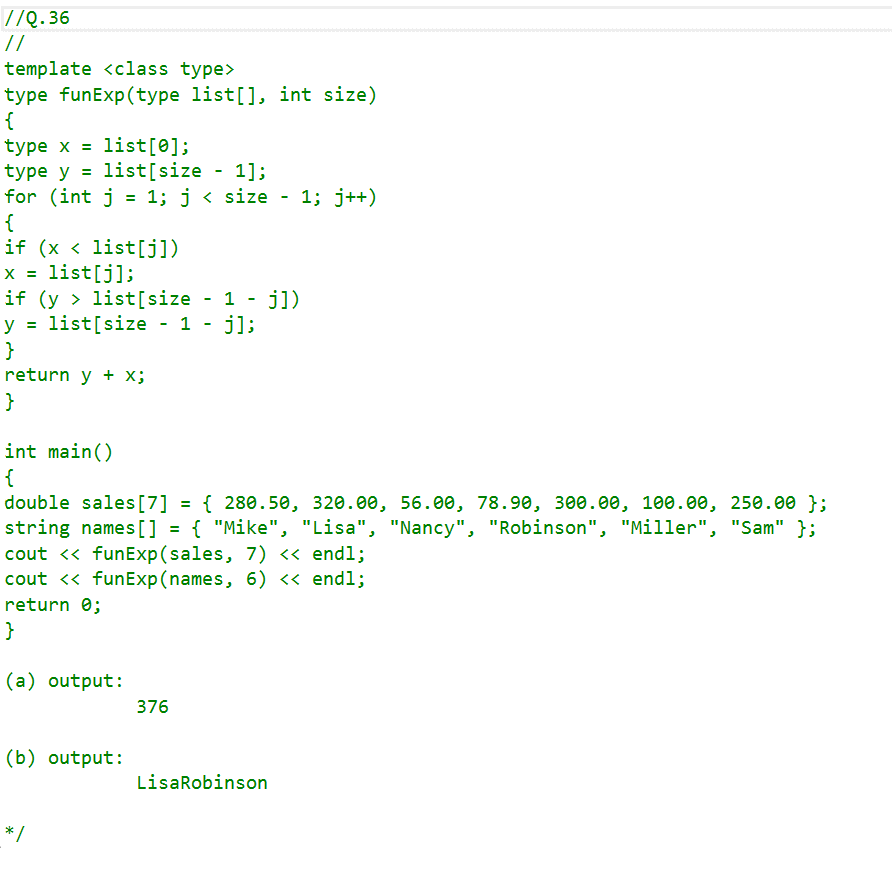 //Q.36
//
template <class type>
type funExp(type list[], int size)
{
type x = list[0];
type y = list[size - 1];
for (int j = 1; j < size - 1; j++)
{
if (x < list[j])
x = list[j];
if (y > list[size - 1 - j])
y = list[size - 1 - j];
}
return y + x;
}

int main()
{
double sales[7] = { 280.50, 320.00, 56.00, 78.90, 300.00, 100.00, 250.00 };
string names[] = { "Mike", "Lisa", "Nancy", "Robinson", "Miller", "Sam" };
cout << funExp(sales, 7) << endl;
cout << funExp(names, 6) << endl;
return 0;
}

(a) output:
376

(b) output:
LisaRobinson

*/